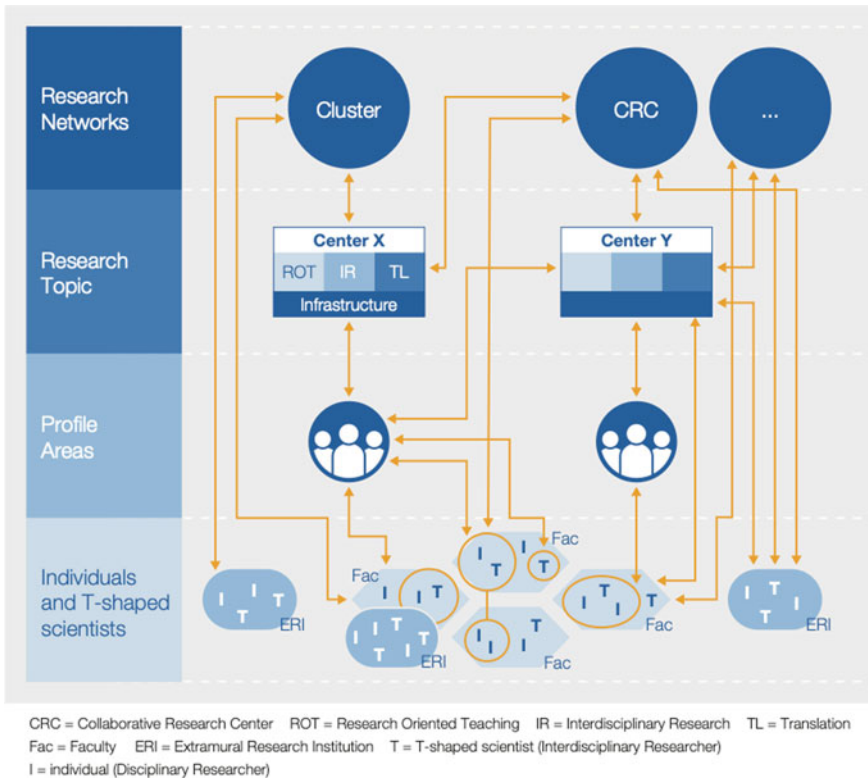 Research
Networks
Cluster
CRC
...
Research
Topic
Center X
ROT IR TL
Infrastructure
Center Y
Profile
Areas
Individuals
and T-shaped
scientists
I T I T
ERI
Fac
I I T
I I T T I T
ERI
I T I T
Fac
I I T I
Fac
I T I T
Fac
I T T I
ERI
CRC = Collaborative Research Center ROT = Research Oriented Teaching IR = Interdisciplinary Research TL = Translation
Fac = Faculty ERI = Extramural Research Institution T = T-shaped scientist (Interdisciplinary Researcher)
I = individual (Disciplinary Researcher)